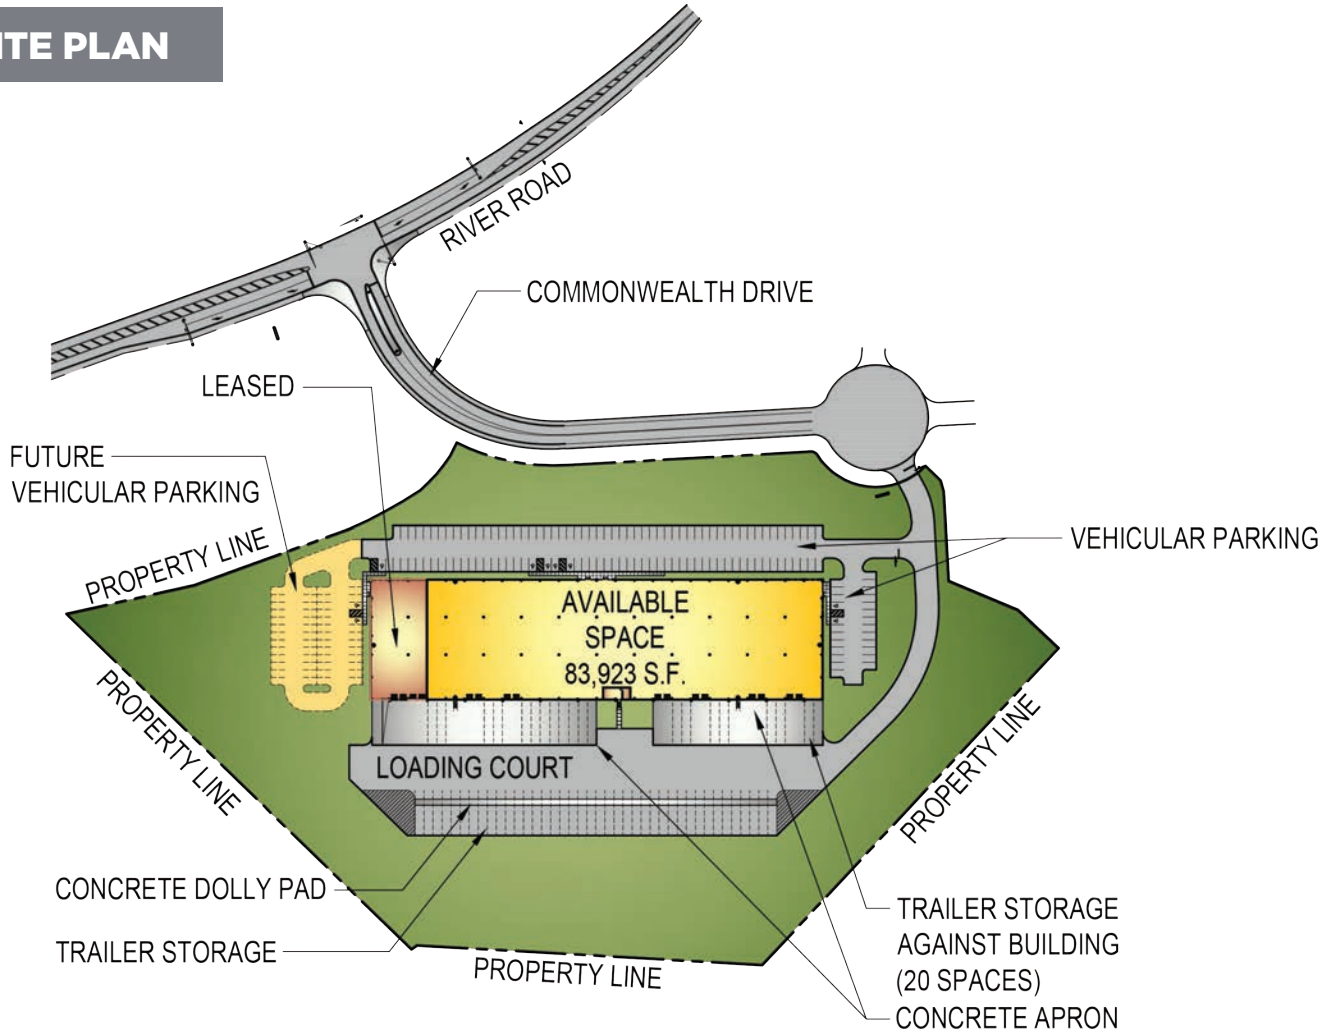 ITE PLAN
RIVER ROAD
COMMONWEALTH DRIVE
LEASED
FUTURE
VEHICULAR PARKING
PROPERTY LINE
VEHICULAR PARKING
AVAILABLE
SPACE
83,923 S.F.
PROPERTY LINE
PROPERTY LINE
LOADING COURT
CONCRETE DOLLY PAD
TRAILER STORAGE
PROPERTY LINE
TRAILER STORAGE
AGAINST BUILDING
(20 SPACES)
CONCRETE APRON